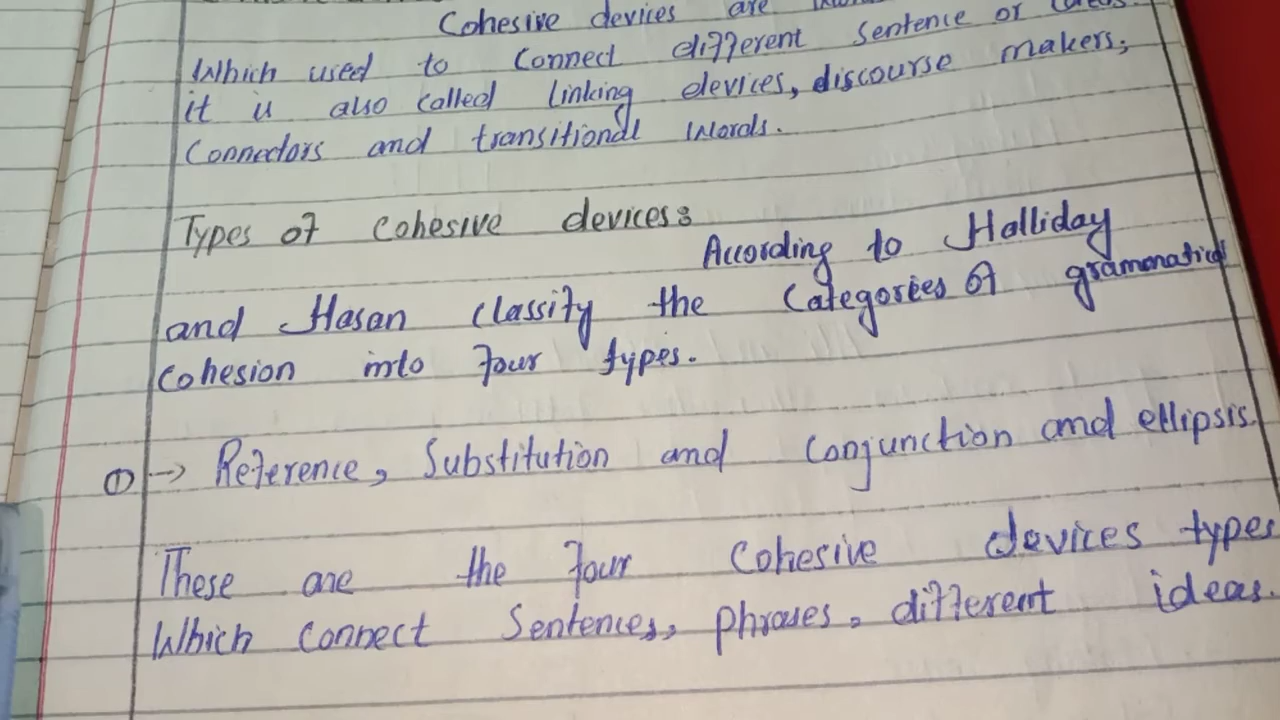 Cohesive devices are
Which used to connect different sentence or
it is also called linking devices, discourse makers,
Connectors and transitional words.
Types of cohesive devices:
According to Halliday
and Hasan classify the categories of grammatical
cohesion into four types.
① → Reference, Substitution and conjunction and ellipsis.
These are the four cohesive devices types
Which connect sentences, phrases, different ideas.